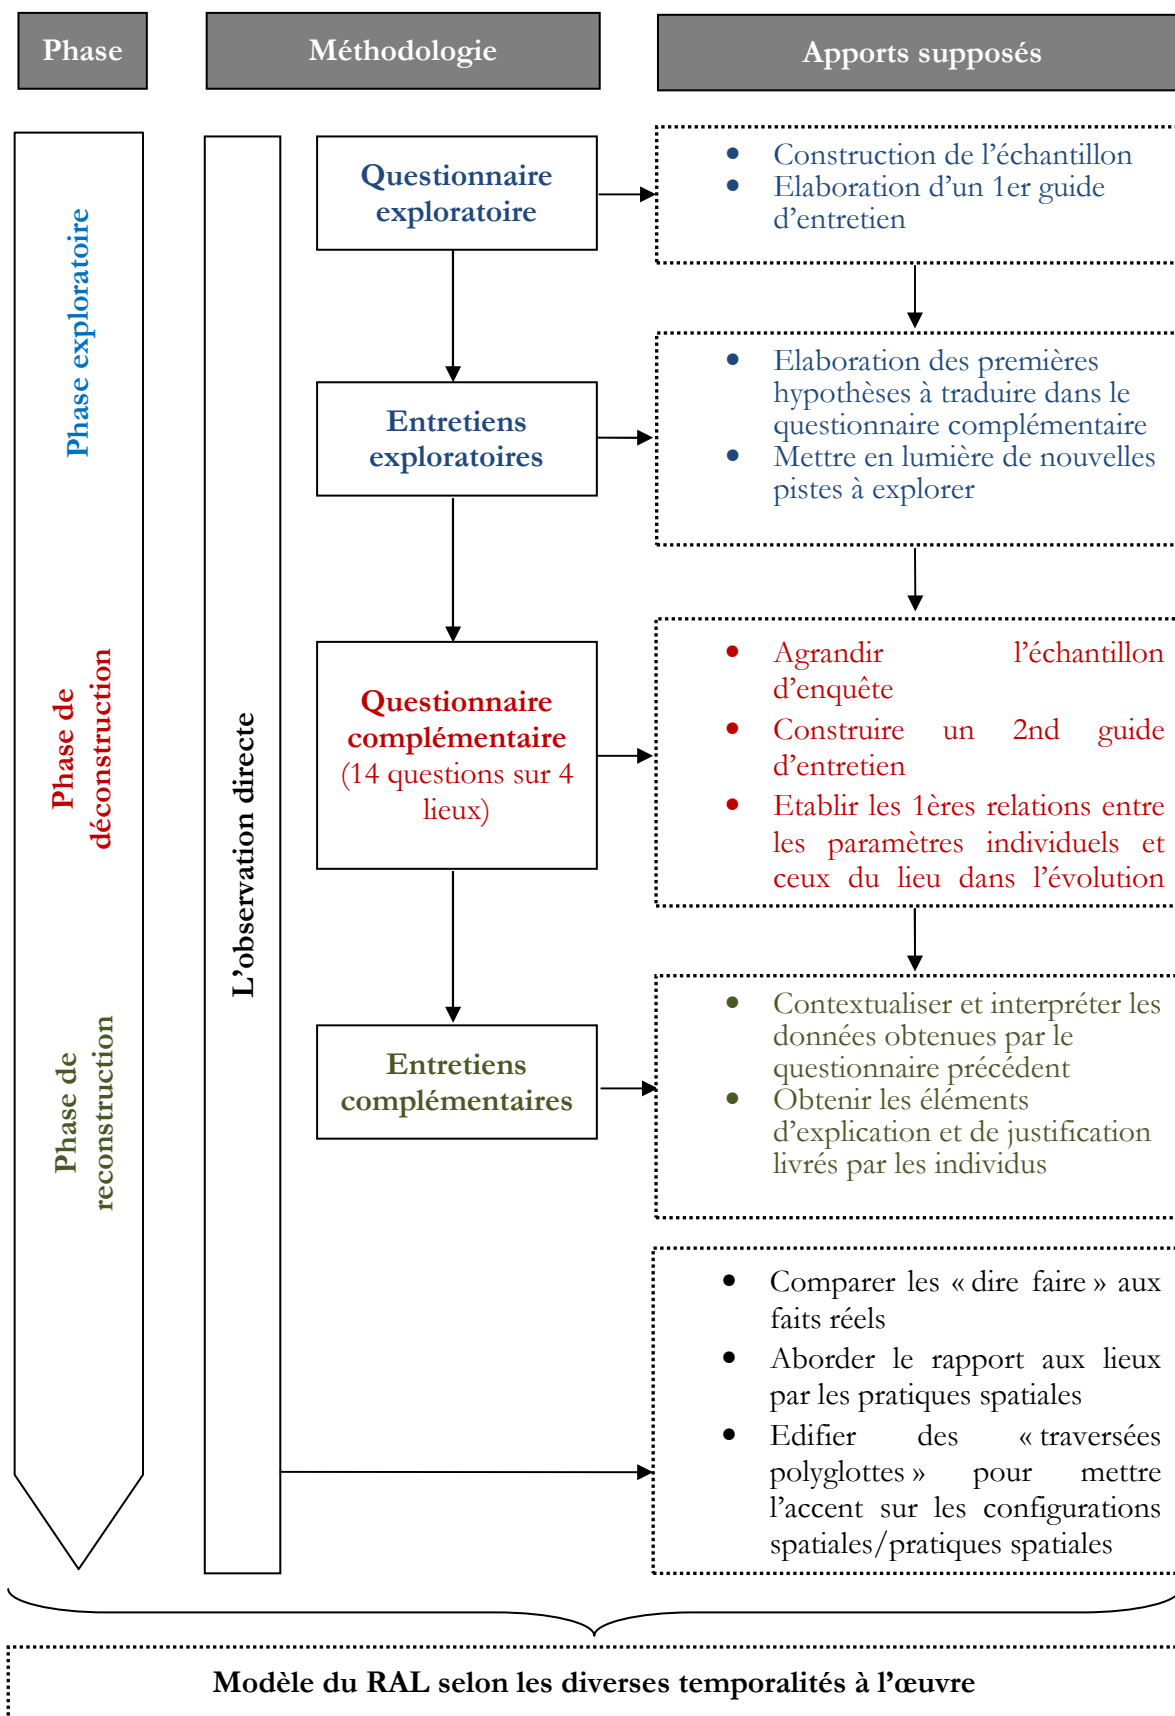 Phase
Méthodologie
Apports supposés
Phase exploratoire
Phase de
déconstruction
Phase de
reconstruction
L'observation directe
Questionnaire
exploratoire
• Construction de l'échantillon
• Elaboration d'un 1er guide
d'entretien
Entretiens
exploratoires
• Elaboration des premières
hypothèses à traduire dans le
questionnaire complémentaire
• Mettre en lumière de nouvelles
pistes à explorer
Questionnaire
complémentaire
(14 questions sur 4
lieux)
• Agrandir l'échantillon
d'enquête
• Construire un 2nd guide
d'entretien
• Etablir les 1ères relations entre
les paramètres individuels et
ceux du lieu dans l'évolution
Entretiens
complémentaires
• Contextualiser et interpréter les
données obtenues par le
questionnaire précédent
• Obtenir les éléments
d'explication et de justification
livrés par les individus
• Comparer les « dire faire » aux
faits réels
• Aborder le rapport aux lieux
par les pratiques spatiales
• Edifier des « traversées
polyglottes » pour mettre
l'accent sur les configurations
spatiales/pratiques spatiales
Modèle du RAL selon les diverses temporalités à l'œuvre